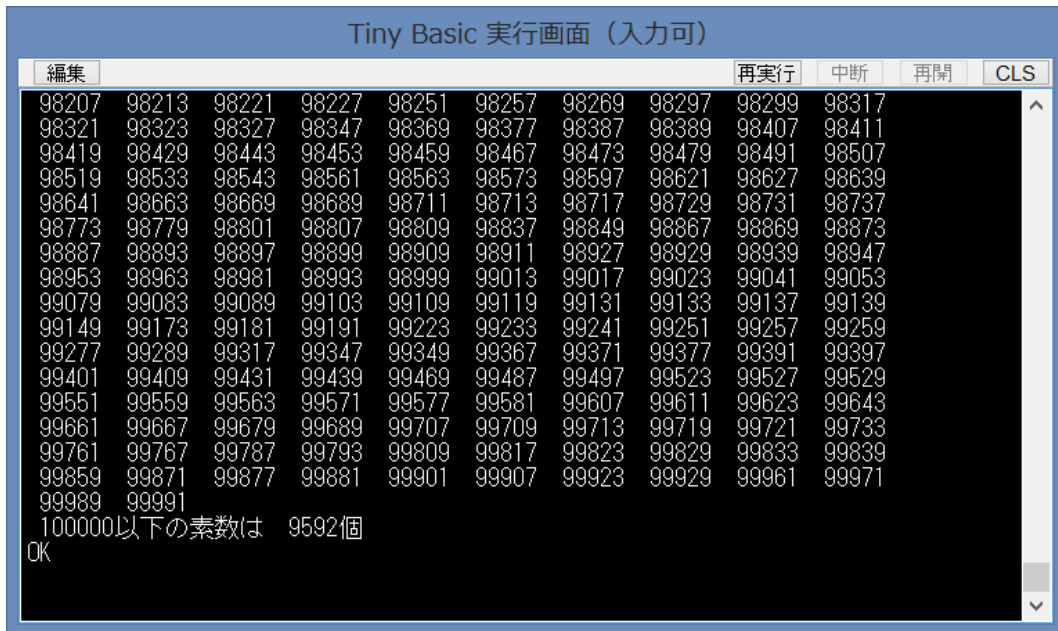 Tiny Basic 実行画面（入力可）
編集 再実行 中断 再開 CLS
98207 98213 98221 98227 98251 98257 98269 98297 98299 98317
98321 98323 98327 98347 98369 98377 98387 98389 98407 98411
98419 98429 98443 98453 98459 98467 98473 98479 98491 98507
98519 98533 98543 98561 98563 98573 98597 98621 98627 98639
98641 98663 98669 98689 98711 98713 98717 98729 98731 98737
98773 98779 98801 98807 98809 98837 98849 98867 98869 98873
98887 98893 98897 98899 98909 98911 98927 98929 98939 98947
98953 98963 98981 98993 98999 99013 99017 99023 99041 99053
99079 99083 99089 99103 99109 99119 99131 99133 99137 99139
99149 99173 99181 99191 99223 99233 99241 99251 99257 99259
99277 99289 99317 99347 99349 99367 99371 99377 99391 99397
99401 99409 99431 99439 99469 99487 99497 99523 99527 99529
99551 99559 99563 99571 99577 99581 99607 99611 99623 99643
99661 99667 99679 99689 99707 99709 99713 99719 99721 99733
99761 99767 99787 99793 99809 99817 99823 99829 99833 99839
99859 99871 99877 99881 99901 99907 99923 99929 99961 99971
99989 99991
100000以下の素数は 9592個
OK